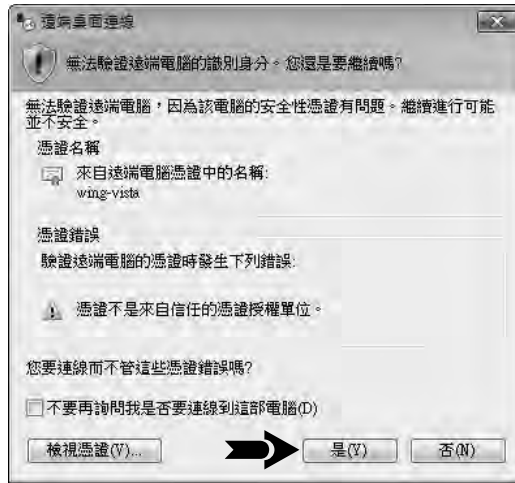 遠端桌面連線
無法驗證遠端電腦的識別身分。您還是要繼續嗎?
無法驗證遠端電腦，因為該電腦的安全性憑證有問題。繼續進行可能
並不安全。
憑證名稱
來自遠端電腦憑證中的名稱:
wing-vista
憑證錯誤
驗證遠端電腦的憑證時發生下列錯誤:
憑證不是來自信任的憑證授權單位。
您要連線而不管這些憑證錯誤嗎?
不要再詢問我是否要連線到這部電腦(D)
檢視憑證(V)... 是(Y) 否(N)